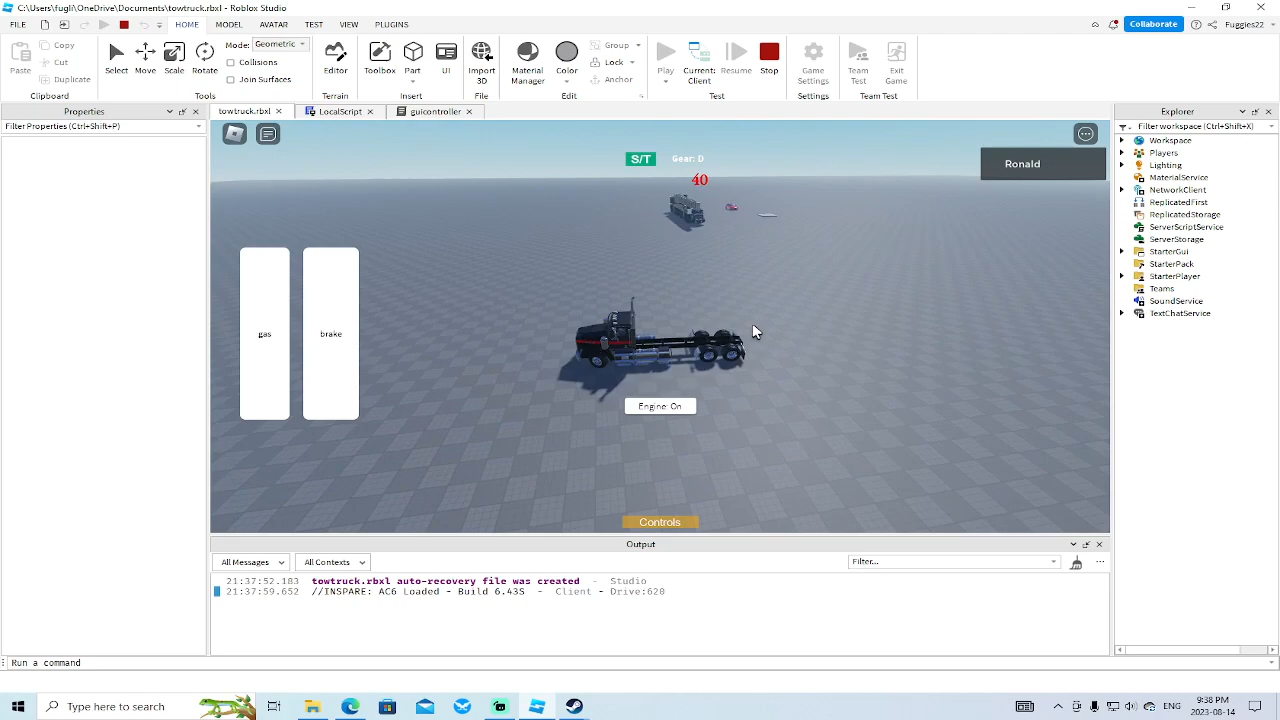 C:\Users\fugli\OneDrive\Documents\towtruck.rbxl - Roblox Studio
FILE HOME MODEL AVATAR TEST VIEW PLUGINS Collaborate Fuggies22
Paste Copy Cut Duplicate
Clipboard
Select Move Scale Rotate
Mode: Geometric
Collisions
Join Surfaces
Tools
Editor
Terrain
Toolbox Part UI
Insert
Import 3D
File
Material Manager Color
Group
Lock
Anchor
Edit
Play Current: Client Resume Stop
Test
Game Settings
Settings
Team Test Exit Game
Team Test
Properties
Filter Properties (Ctrl+Shift+P)
towtruck.rbxl LocalScript guicontroller
S/T Gear: D
40
Ronald
gas brake
Engine: On
Controls
Explorer
Filter workspace (Ctrl+Shift+X)
Workspace
Players
Lighting
MaterialService
NetworkClient
ReplicatedFirst
ReplicatedStorage
ServerScriptService
ServerStorage
StarterGui
StarterPack
StarterPlayer
Teams
SoundService
TextChatService
Output
All Messages All Contexts Filter...
21:37:52.183 towtruck.rbxl auto-recovery file was created - Studio
21:37:59.652 //INSPARE: AC6 Loaded - Build 6.43S - Client - Drive:620
Run a command
Type here to search
ENG
9:38 PM
2023-08-14